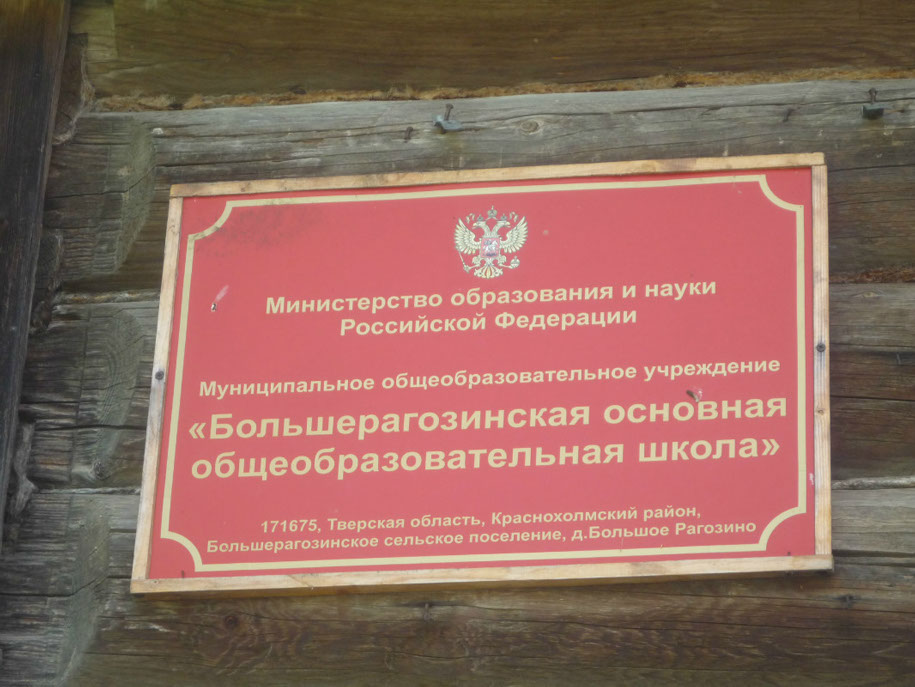 Министерство образования и науки
Российской Федерации
Муниципальное общеобразовательное учреждение
«Большерагозинская основная
общеобразовательная школа»
171675, Тверская область, Краснохолмский район,
Большерагозинское сельское поселение, д.Большое Рагозино